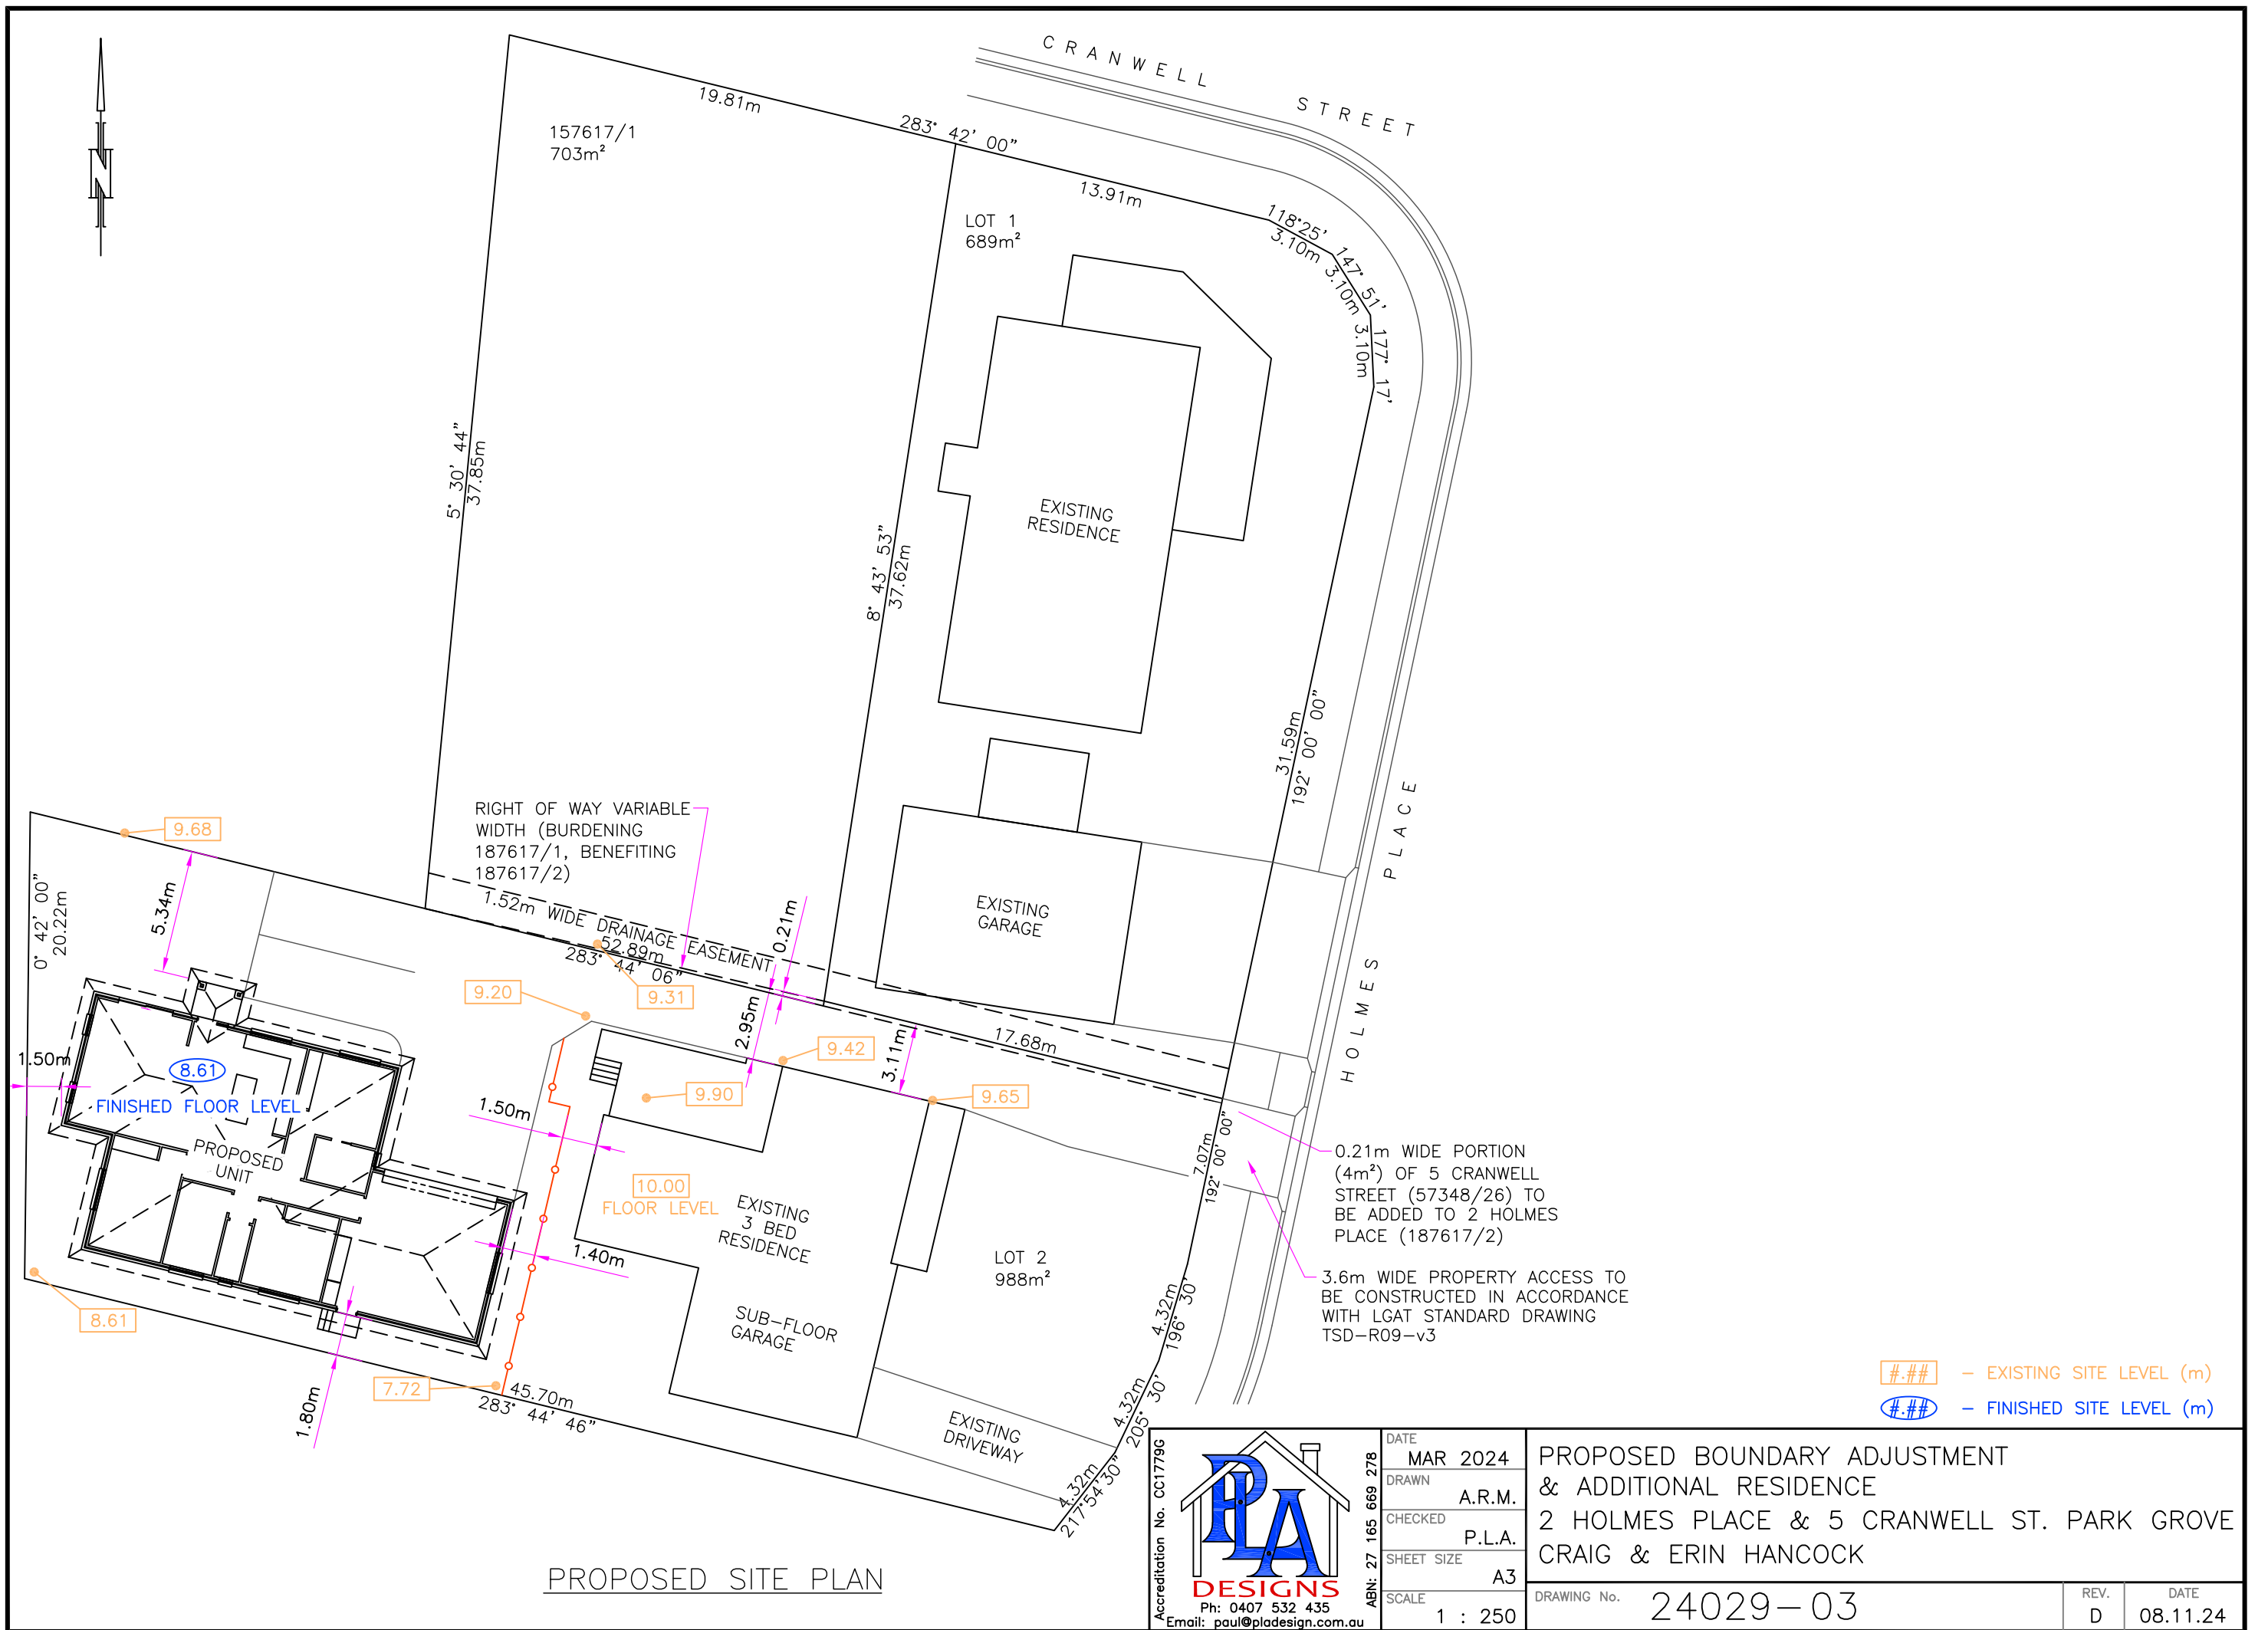 CRANWELL STREET
19.81m
283° 42' 00"
157617/1
703m²
13.91m
LOT 1
689m²
118°25'
3.10m
147° 51'
3.10m
177° 17'
3.10m
N
5° 30' 44"
37.85m
EXISTING
RESIDENCE
8° 43' 53"
37.62m
31.59m
192° 00' 00"
HOLMES PLACE
RIGHT OF WAY VARIABLE
WIDTH (BURDENING
187617/1, BENEFITING
187617/2)
9.68
5.34m
0° 42' 00"
20.22m
1.52m WIDE DRAINAGE EASEMENT
52.89m
283° 44' 06"
0.21m
EXISTING
GARAGE
9.20
9.31
2.95m
9.42
3.11m
17.68m
1.50m
8.61
FINISHED FLOOR LEVEL
PROPOSED
UNIT
1.50m
9.90
9.65
7.07m
192° 00' 00"
0.21m WIDE PORTION
(4m²) OF 5 CRANWELL
STREET (57348/26) TO
BE ADDED TO 2 HOLMES
PLACE (187617/2)
10.00
FLOOR LEVEL
EXISTING
3 BED
RESIDENCE
1.40m
LOT 2
988m²
3.6m WIDE PROPERTY ACCESS TO
BE CONSTRUCTED IN ACCORDANCE
WITH LGAT STANDARD DRAWING
TSD-R09-v3
8.61
SUB-FLOOR
GARAGE
4.32m
196° 30'
7.72
1.80m
45.70m
283° 44' 46"
EXISTING
DRIVEWAY
4.32m
205° 30'
4.32m
217°54'30"
#.## - EXISTING SITE LEVEL (m)
#.## - FINISHED SITE LEVEL (m)
PROPOSED SITE PLAN
Accreditation No. CC1779G
PLA
DESIGNS
Ph: 0407 532 435
Email: paul@pladesign.com.au
ABN: 27 165 669 278
DATE
MAR 2024
DRAWN
A.R.M.
CHECKED
P.L.A.
SHEET SIZE
A3
SCALE
1 : 250
PROPOSED BOUNDARY ADJUSTMENT
& ADDITIONAL RESIDENCE
2 HOLMES PLACE & 5 CRANWELL ST. PARK GROVE
CRAIG & ERIN HANCOCK
DRAWING No. 24029-03
REV.
D
DATE
08.11.24